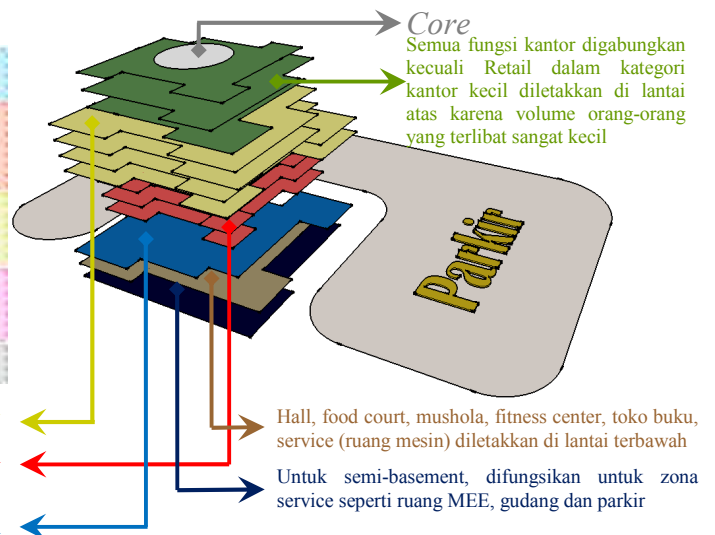 Core
Semua fungsi kantor digabungkan
kecuali Retail dalam kategori
kantor kecil diletakkan di lantai
atas karena volume orang-orang
yang terlibat sangat kecil
Parkir
Hall, food court, mushola, fitness center, toko buku,
service (ruang mesin) diletakkan di lantai terbawah
Untuk semi-basement, difungsikan untuk zona
service seperti ruang MEE, gudang dan parkir